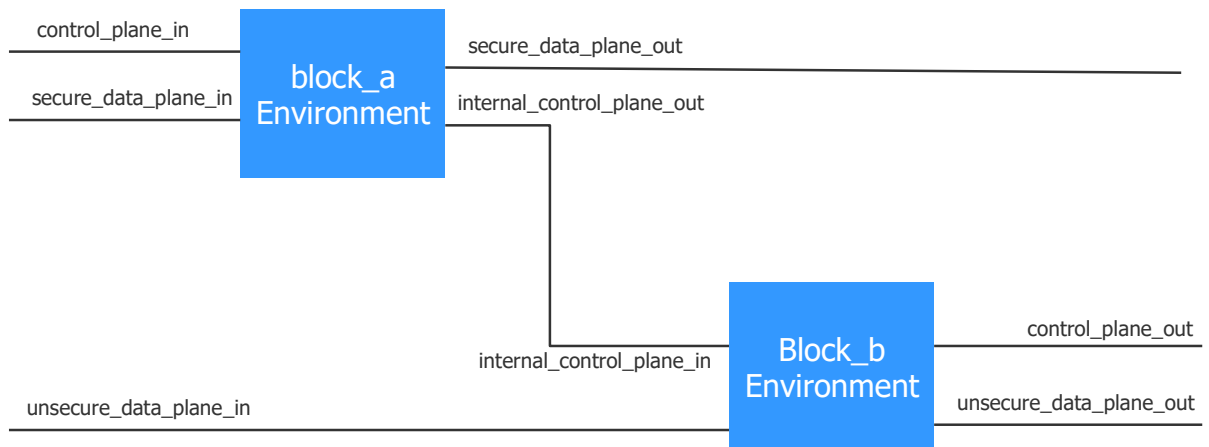 control_plane_in
secure_data_plane_out
block_a
Environment
secure_data_plane_in
internal_control_plane_out
control_plane_out
Block_b
Environment
internal_control_plane_in
unsecure_data_plane_in
unsecure_data_plane_out